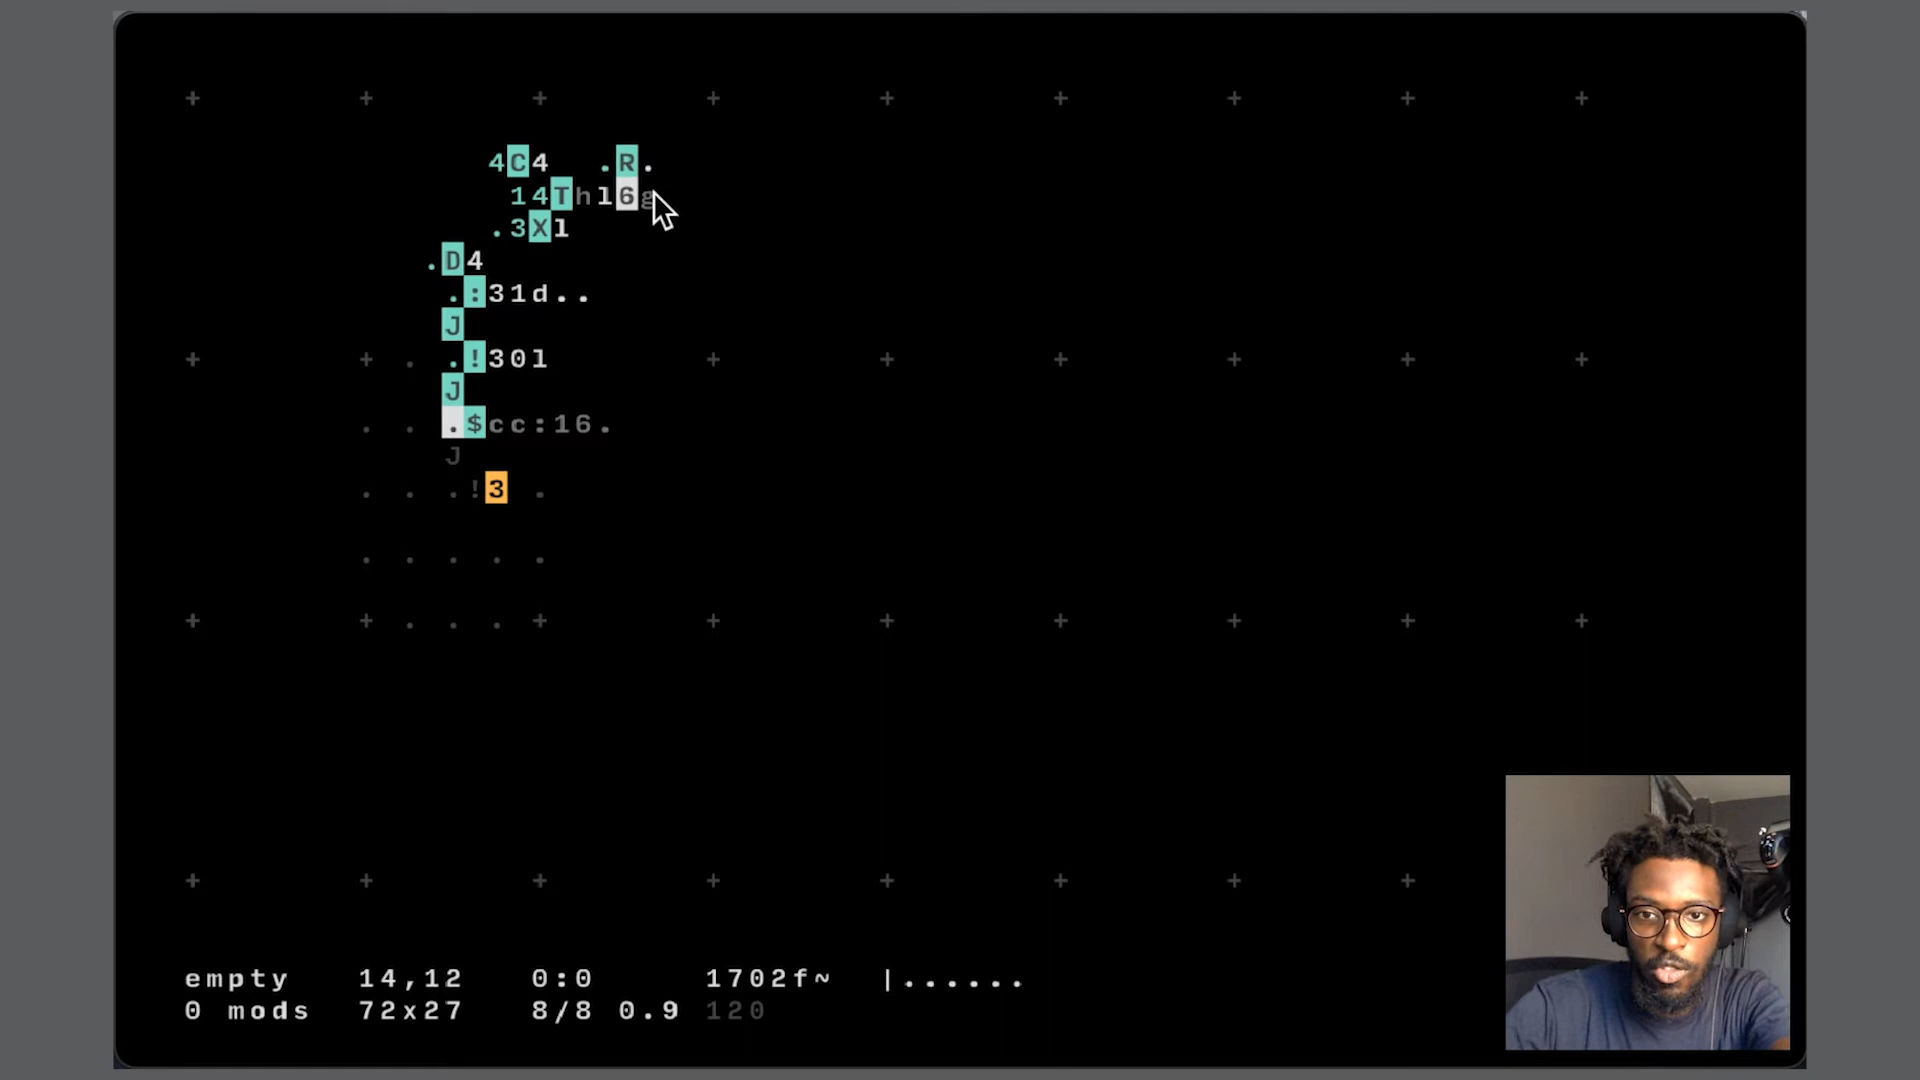 4C4 .R.
14Thl6g
.3Xl
.D4
.:31d..
J
.!30l
J
.$cc:16.
J
.!3
empty 14,12 0:0 1702f~ |......
0 mods 72x27 8/8 0.9 120